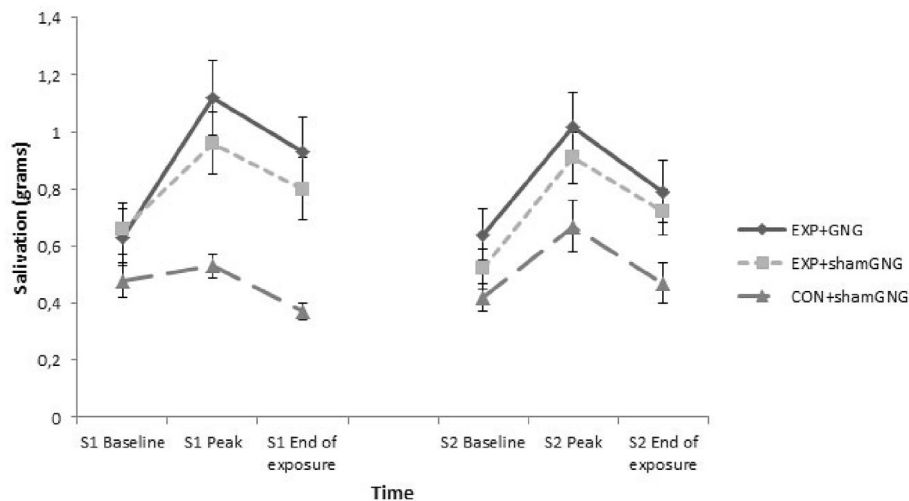 1,4
1,2
1
0,8
0,6
0,4
0,2
0
Salivation (grams)
S1 Baseline S1 Peak S1 End of exposure S2 Baseline S2 Peak S2 End of exposure
Time
EXP+GNG
EXP+shamGNG
CON+shamGNG